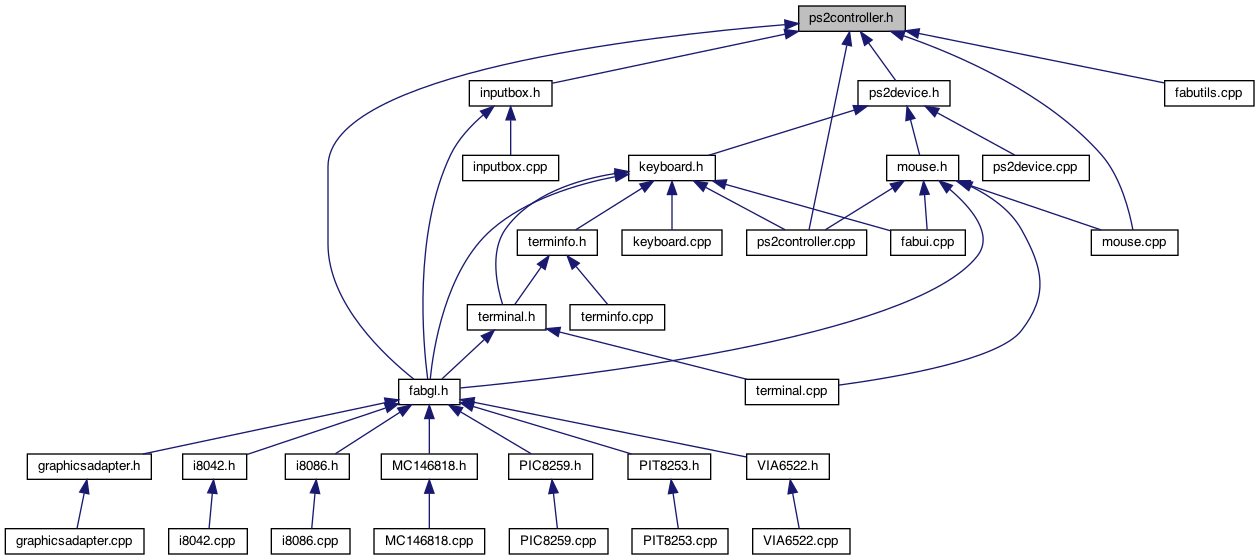 ps2controller.h
inputbox.h
ps2device.h
fabutils.cpp
inputbox.cpp
keyboard.h
mouse.h
ps2device.cpp
terminfo.h
keyboard.cpp
ps2controller.cpp
fabui.cpp
mouse.cpp
terminal.h
terminfo.cpp
fabgl.h
terminal.cpp
graphicsadapter.h
i8042.h
i8086.h
MC146818.h
PIC8259.h
PIT8253.h
VIA6522.h
graphicsadapter.cpp
i8042.cpp
i8086.cpp
MC146818.cpp
PIC8259.cpp
PIT8253.cpp
VIA6522.cpp